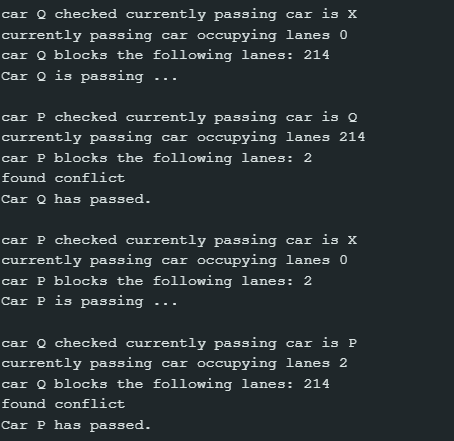 car Q checked currently passing car is X
currently passing car occupying lanes 0
car Q blocks the following lanes: 214
Car Q is passing ...
car P checked currently passing car is Q
currently passing car occupying lanes 214
car P blocks the following lanes: 2
found conflict
Car Q has passed.
car P checked currently passing car is X
currently passing car occupying lanes 0
car P blocks the following lanes: 2
Car P is passing ...
car Q checked currently passing car is P
currently passing car occupying lanes 2
car Q blocks the following lanes: 214
found conflict
Car P has passed.